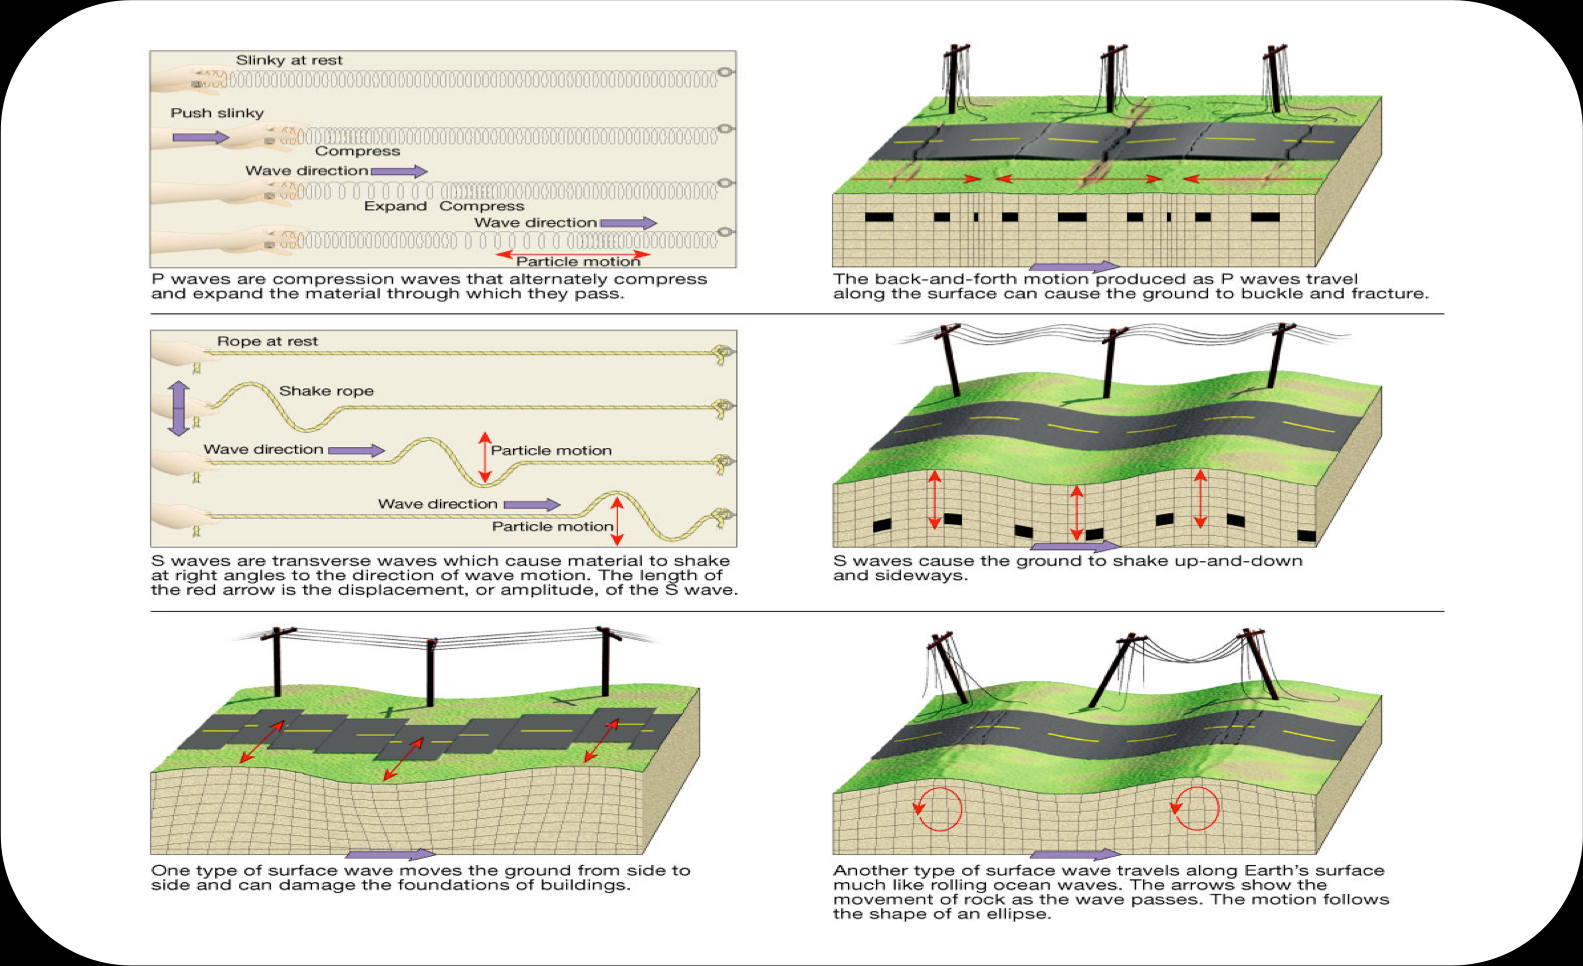 Slinky at rest
Push slinky
Compress
Wave direction
Expand Compress
Wave direction
Particle motion
P waves are compression waves that alternately compress
and expand the material through which they pass.
The back-and-forth motion produced as P waves travel
along the surface can cause the ground to buckle and fracture.
Rope at rest
Shake rope
Wave direction
Particle motion
Wave direction
Particle motion
S waves are transverse waves which cause material to shake
at right angles to the direction of wave motion. The length of
the red arrow is the displacement, or amplitude, of the S wave.
S waves cause the ground to shake up-and-down
and sideways.
One type of surface wave moves the ground from side to
side and can damage the foundations of buildings.
Another type of surface wave travels along Earth's surface
much like rolling ocean waves. The arrows show the
movement of rock as the wave passes. The motion follows
the shape of an ellipse.